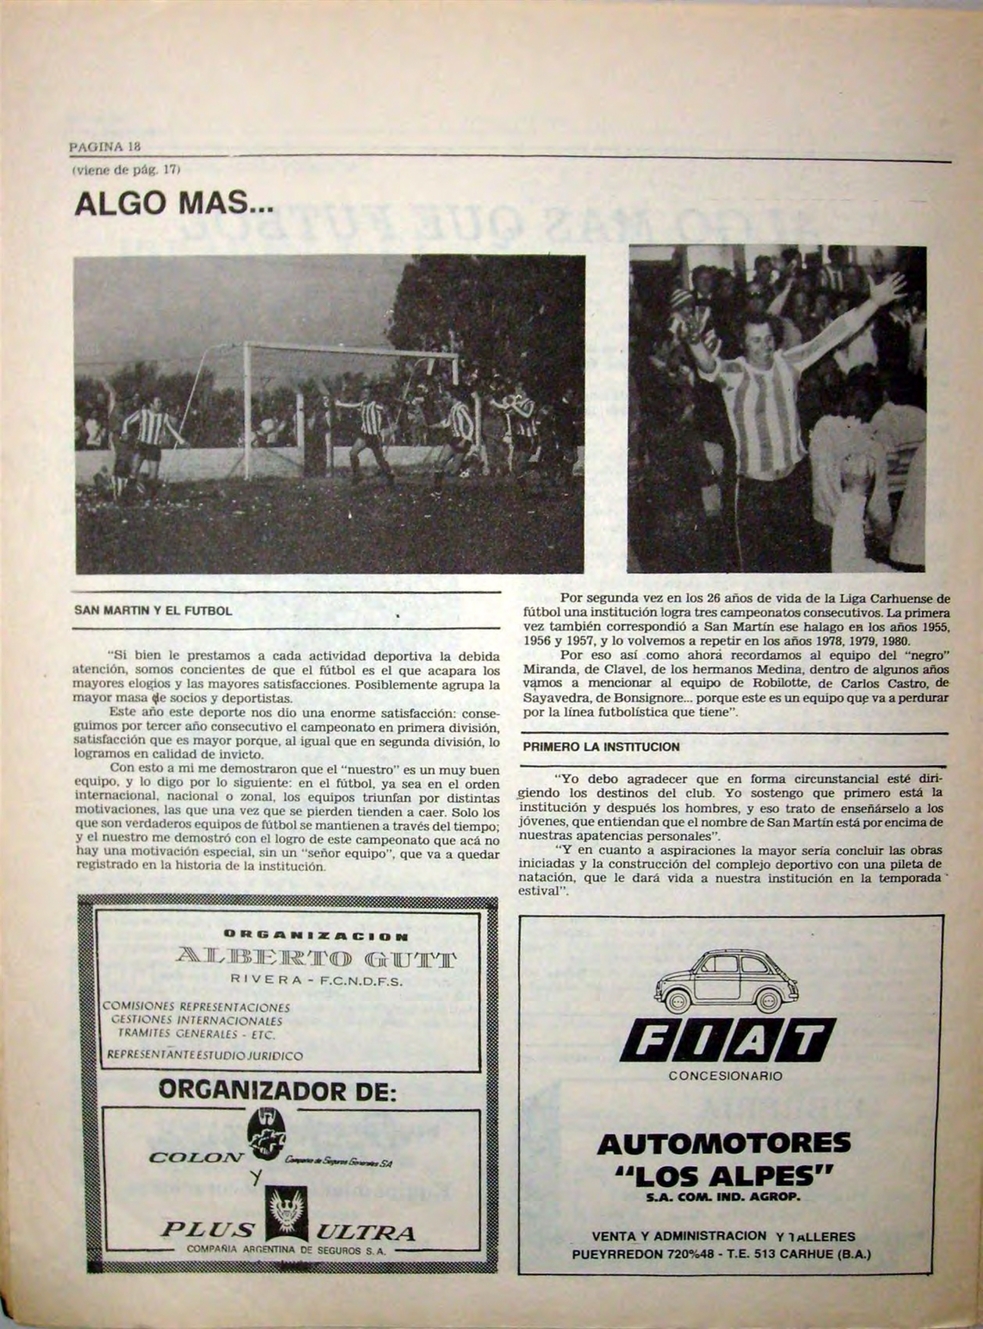 PAGINA 18
(viene de pág. 17)
ALGO MAS...
SAN MARTIN Y EL FUTBOL
"Si bien le prestamos a cada actividad deportiva la debida
atención, somos concientes de que el fútbol es el que acapara los
mayores elogios y las mayores satisfacciones. Posiblemente agrupa la
mayor masa de socios y deportistas.
Este año este deporte nos dio una enorme satisfacción: conse-
guimos por tercer año consecutivo el campeonato en primera división,
satisfacción que es mayor porque, al igual que en segunda división, lo
logramos en calidad de invicto.
Con esto a mi me demostraron que el "nuestro" es un muy buen
equipo, y lo digo por lo siguiente: en el fútbol, ya sea en el orden
internacional, nacional o zonal, los equipos triunfan por distintas
motivaciones, las que una vez que se pierden tienden a caer. Solo los
que son verdaderos equipos de fútbol se mantienen a través del tiempo;
y el nuestro me demostró con el logro de este campeonato que acá no
hay una motivación especial, sin un "señor equipo", que va a quedar
registrado en la historia de la institución.
Por segunda vez en los 26 años de vida de la Liga Carhuense de
fútbol una institución logra tres campeonatos consecutivos. La primera
vez también correspondió a San Martín ese halago en los años 1955,
1956 y 1957, y lo volvemos a repetir en los años 1978, 1979, 1980.
Por eso así como ahora recordamos al equipo del "negro"
Miranda, de Clavel, de los hermanos Medina, dentro de algunos años
vamos a mencionar al equipo de Robilotte, de Carlos Castro, de
Sayavedra, de Bonsignore... porque este es un equipo que va a perdurar
por la línea futbolística que tiene".
PRIMERO LA INSTITUCION
"Yo debo agradecer que en forma circunstancial esté diri-
giendo los destinos del club. Yo sostengo que primero está la
institución y después los hombres, y eso trato de enseñárselo a los
jóvenes, que entiendan que el nombre de San Martín está por encima de
nuestras apatencias personales".
"Y en cuanto a aspiraciones la mayor sería concluir las obras
iniciadas y la construcción del complejo deportivo con una pileta de
natación, que le dará vida a nuestra institución en la temporada
estival".
ORGANIZACION
ALBERTO GUTT
RIVERA - F.C.N.D.F.S.
COMISIONES REPRESENTACIONES
GESTIONES INTERNACIONALES
TRAMITES GENERALES - ETC.
REPRESENTANTE ESTUDIO JURIDICO
ORGANIZADOR DE:
COLON Compañia de Seguros Generales SA
Y
PLUS ULTRA
COMPAÑIA ARGENTINA DE SEGUROS S.A.
FIAT
CONCESIONARIO
AUTOMOTORES
"LOS ALPES"
S.A. COM. IND. AGROP.
VENTA Y ADMINISTRACION Y TALLERES
PUEYRREDON 720%48 - T.E. 513 CARHUE (B.A.)